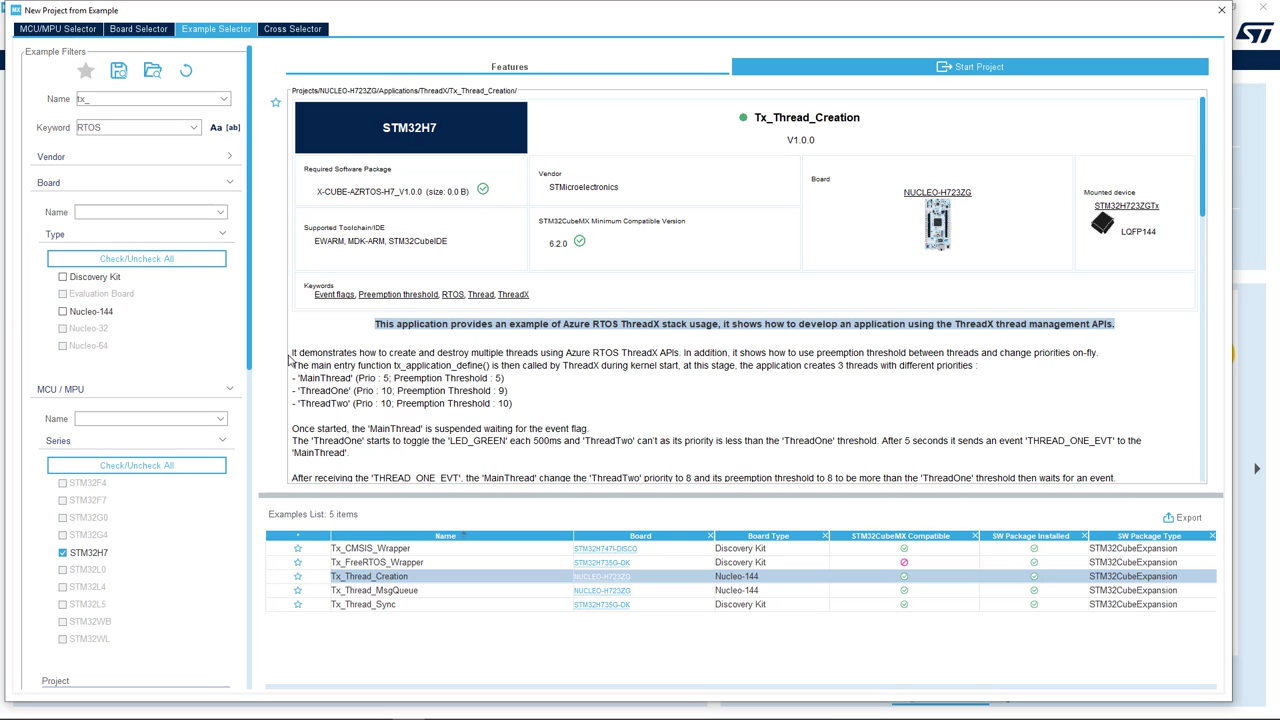 MX New Project from Example
MCU/MPU Selector Board Selector Example Selector Cross Selector
Example Filters
Name tx_
Keyword RTOS Aa [ab]
Vendor
Board
Name
Type
Check/Uncheck All
Discovery Kit
Evaluation Board
Nucleo-144
Nucleo-32
Nucleo-64
MCU / MPU
Name
Series
Check/Uncheck All
STM32F4
STM32F7
STM32G0
STM32G4
STM32H7
STM32L0
STM32L4
STM32L5
STM32WB
STM32WL
Project
Features Start Project
Projects/NUCLEO-H723ZG/Applications/ThreadX/Tx_Thread_Creation/
STM32H7
Tx_Thread_Creation
V1.0.0
Required Software Package
X-CUBE-AZRTOS-H7_V1.0.0 (size: 0.0 B)
Vendor
STMicroelectronics
Board
NUCLEO-H723ZG
Mounted device
STM32H723ZGTx
LQFP144
Supported Toolchain/IDE
EWARM, MDK-ARM, STM32CubeIDE
STM32CubeMX Minimum Compatible Version
6.2.0
Keywords
Event flags, Preemption threshold, RTOS, Thread, ThreadX
This application provides an example of Azure RTOS ThreadX stack usage, it shows how to develop an application using the ThreadX thread management APIs.
It demonstrates how to create and destroy multiple threads using Azure RTOS ThreadX APIs. In addition, it shows how to use preemption threshold between threads and change priorities on-fly.
The main entry function tx_application_define() is then called by ThreadX during kernel start, at this stage, the application creates 3 threads with different priorities :
- 'MainThread' (Prio : 5; Preemption Threshold : 5)
- 'ThreadOne' (Prio : 10; Preemption Threshold : 9)
- 'ThreadTwo' (Prio : 10; Preemption Threshold : 10)
Once started, the 'MainThread' is suspended waiting for the event flag.
The 'ThreadOne' starts to toggle the 'LED_GREEN' each 500ms and 'ThreadTwo' can't as its priority is less than the 'ThreadOne' threshold. After 5 seconds it sends an event 'THREAD_ONE_EVT' to the
'MainThread'.
After receiving the 'THREAD_ONE_EVT', the 'MainThread' change the 'ThreadTwo' priority to 8 and its preemption threshold to 8 to be more than the 'ThreadOne' threshold then waits for an event.
Examples List: 5 items
Export
* Name Board Board Type STM32CubeMX Compatible SW Package Installed SW Package Type
Tx_CMSIS_Wrapper STM32H747I-DISCO Discovery Kit STM32CubeExpansion
Tx_FreeRTOS_Wrapper STM32H735G-DK Discovery Kit STM32CubeExpansion
Tx_Thread_Creation NUCLEO-H723ZG Nucleo-144 STM32CubeExpansion
Tx_Thread_MsgQueue NUCLEO-H723ZG Nucleo-144 STM32CubeExpansion
Tx_Thread_Sync STM32H735G-DK Discovery Kit STM32CubeExpansion